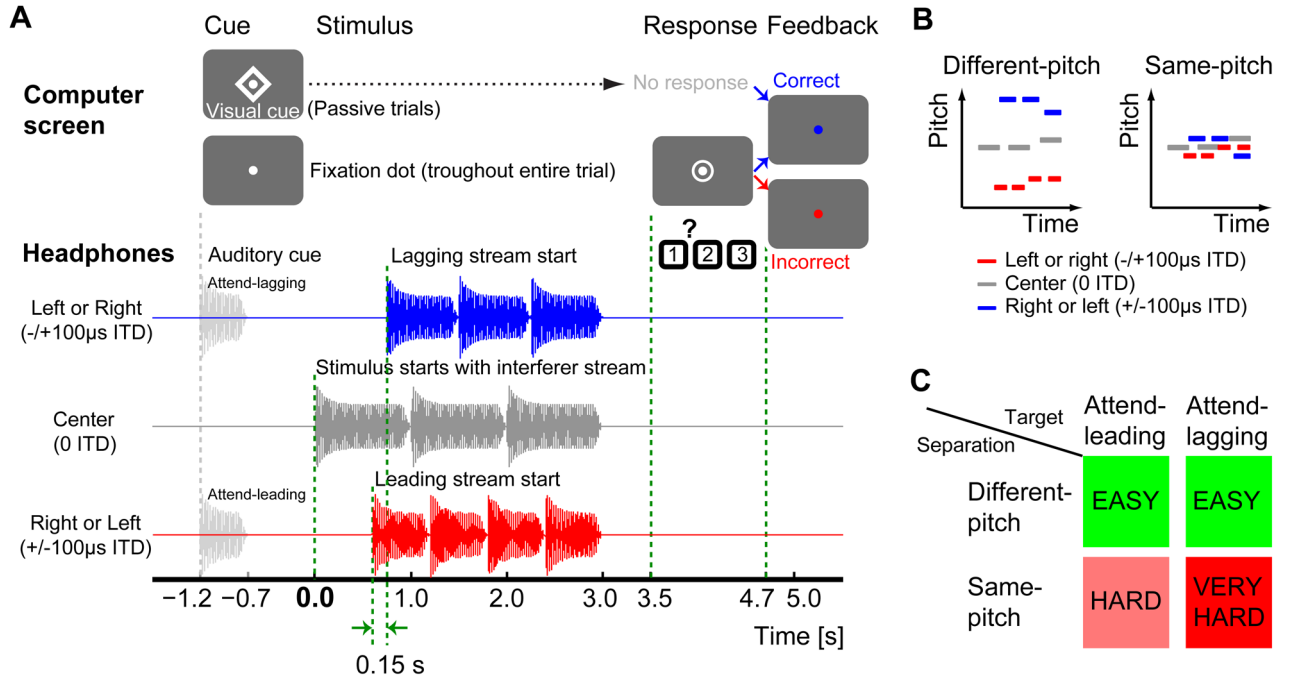 A
Cue
Stimulus
Response
Feedback
Computer
screen
Visual cue
(Passive trials)
No response
Correct
Fixation dot (troughout entire trial)
?
1 2 3
Incorrect
Headphones
Auditory cue
Attend-lagging
Lagging stream start
Left or Right
(-/+100µs ITD)
Stimulus starts with interferer stream
Center
(0 ITD)
Leading stream start
Attend-leading
Right or Left
(+/-100µs ITD)
−1.2 −0.7 0.0 1.0 2.0 3.0 3.5 4.7 5.0
Time [s]
0.15 s
B
Different-pitch
Same-pitch
Pitch
Time
Pitch
Time
Left or right (-/+100µs ITD)
Center (0 ITD)
Right or left (+/-100µs ITD)
C
Target
Separation
Attend-
leading
Attend-
lagging
Different-
pitch
EASY
EASY
Same-
pitch
HARD
VERY
HARD